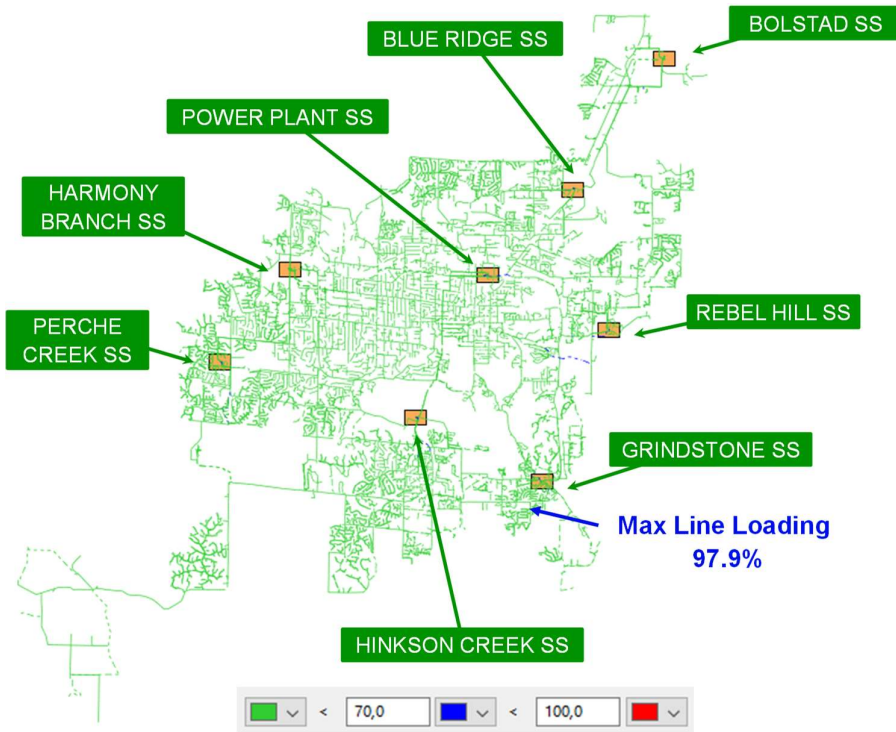 BOLSTAD SS
BLUE RIDGE SS
POWER PLANT SS
HARMONY
BRANCH SS
REBEL HILL SS
PERCHE
CREEK SS
GRINDSTONE SS
Max Line Loading
97.9%
HINKSON CREEK SS
< 70,0 < 100,0